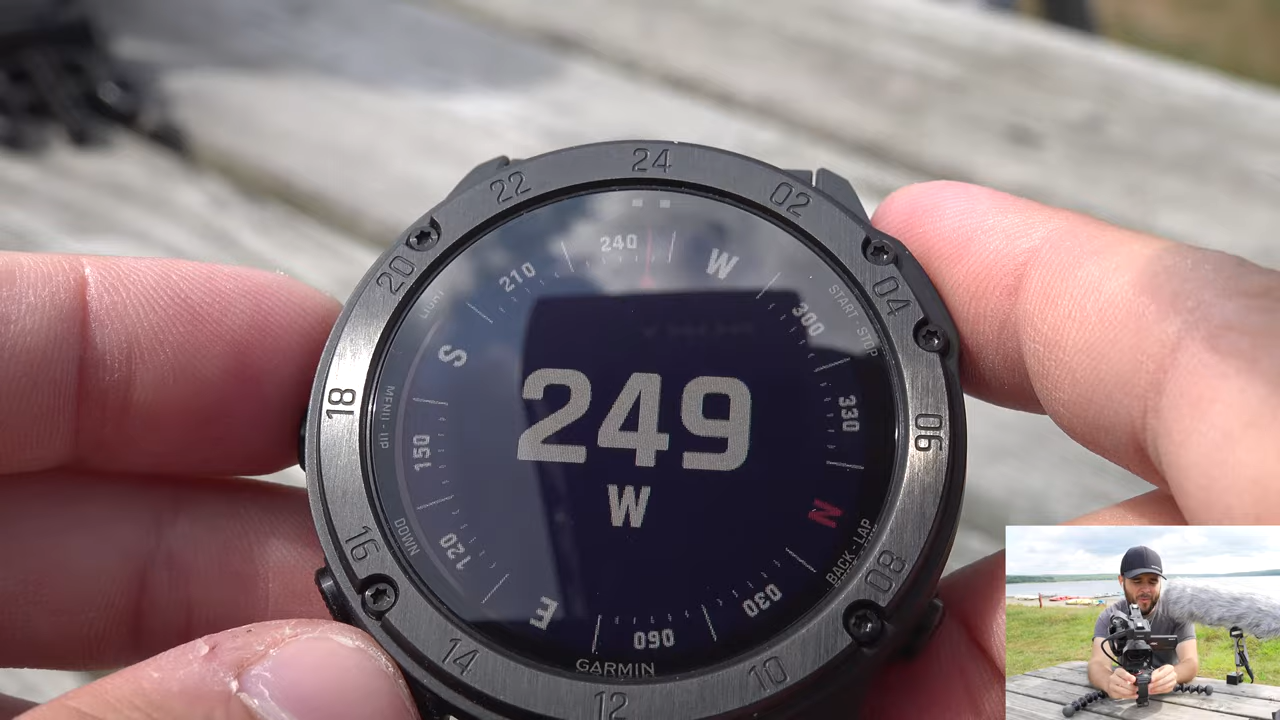 24
22
02
20
04
18
06
16
08
14
10
12
240
W
210
300
START · STOP
LIGHT
S
330
MENU · UP
249
W
150
N
DOWN
120
BACK · LAP
E
030
060
GARMIN